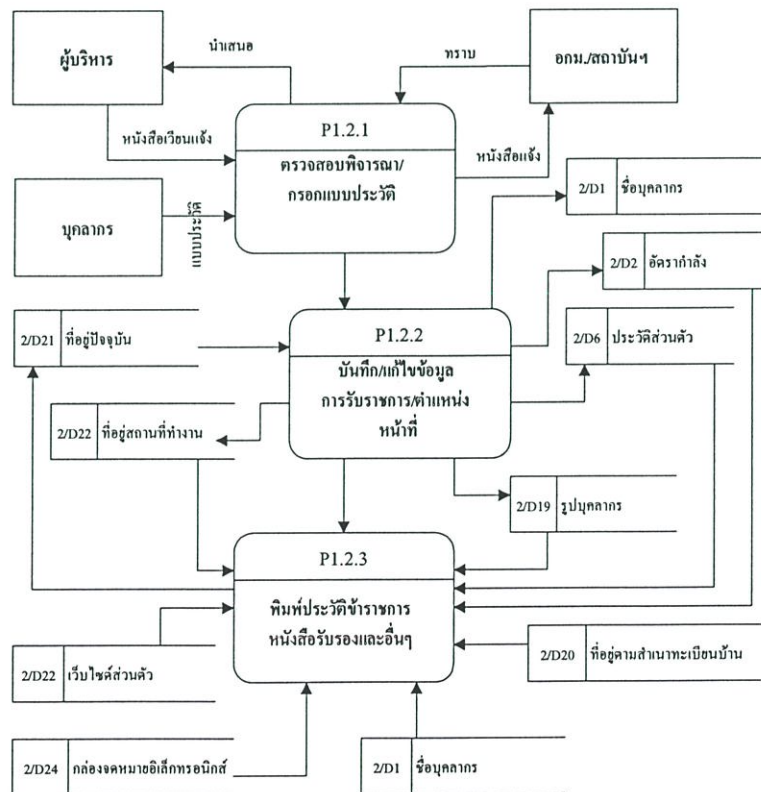 ผู้บริหาร
นำเสนอ
ทราบ
อกม./สถาบันฯ
P1.2.1
หนังสือเวียนแจ้ง
ตรวจสอบพิจารณา/
กรอกแบบประวัติ
หนังสือแจ้ง
2/D1 ชื่อบุคลากร
บุคลากร
แบบประวัติ
2/D2 อัตรากำลัง
2/D21 ที่อยู่ปัจจุบัน
P1.2.2
2/D6 ประวัติส่วนตัว
บันทึก/แก้ไขข้อมูล
การรับราชการ/ตำแหน่ง
หน้าที่
2/D22 ที่อยู่สถานที่ทำงาน
2/D19 รูปบุคลากร
P1.2.3
พิมพ์ประวัติข้าราชการ
หนังสือรับรองและอื่นๆ
2/D22 เว็บไซต์ส่วนตัว
2/D20 ที่อยู่ตามสำเนาทะเบียนบ้าน
2/D24 กล่องจดหมายอิเล็กทรอนิกส์
2/D1 ชื่อบุคลากร